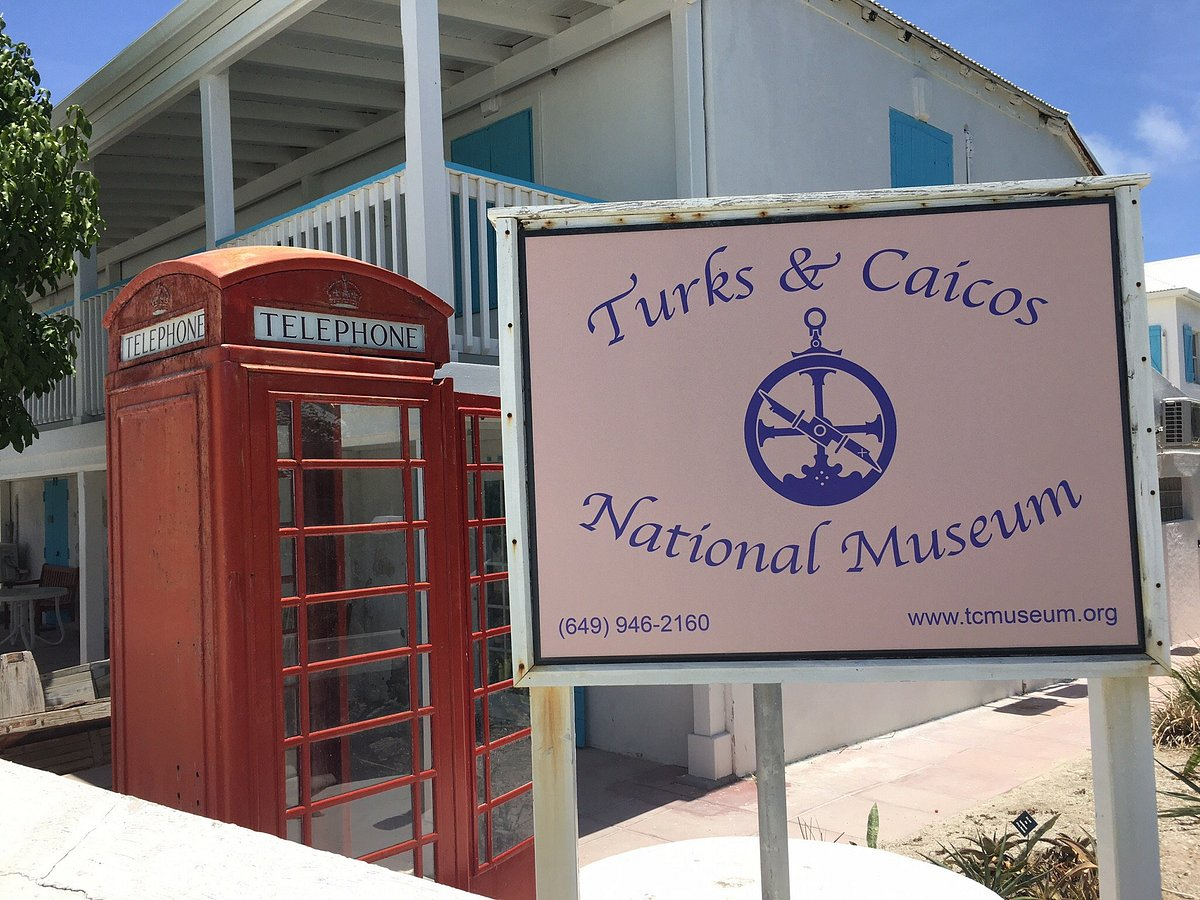 TELEPHONE
TELEPHONE
Turks & Caicos
National Museum
(649) 946-2160
www.tcmuseum.org